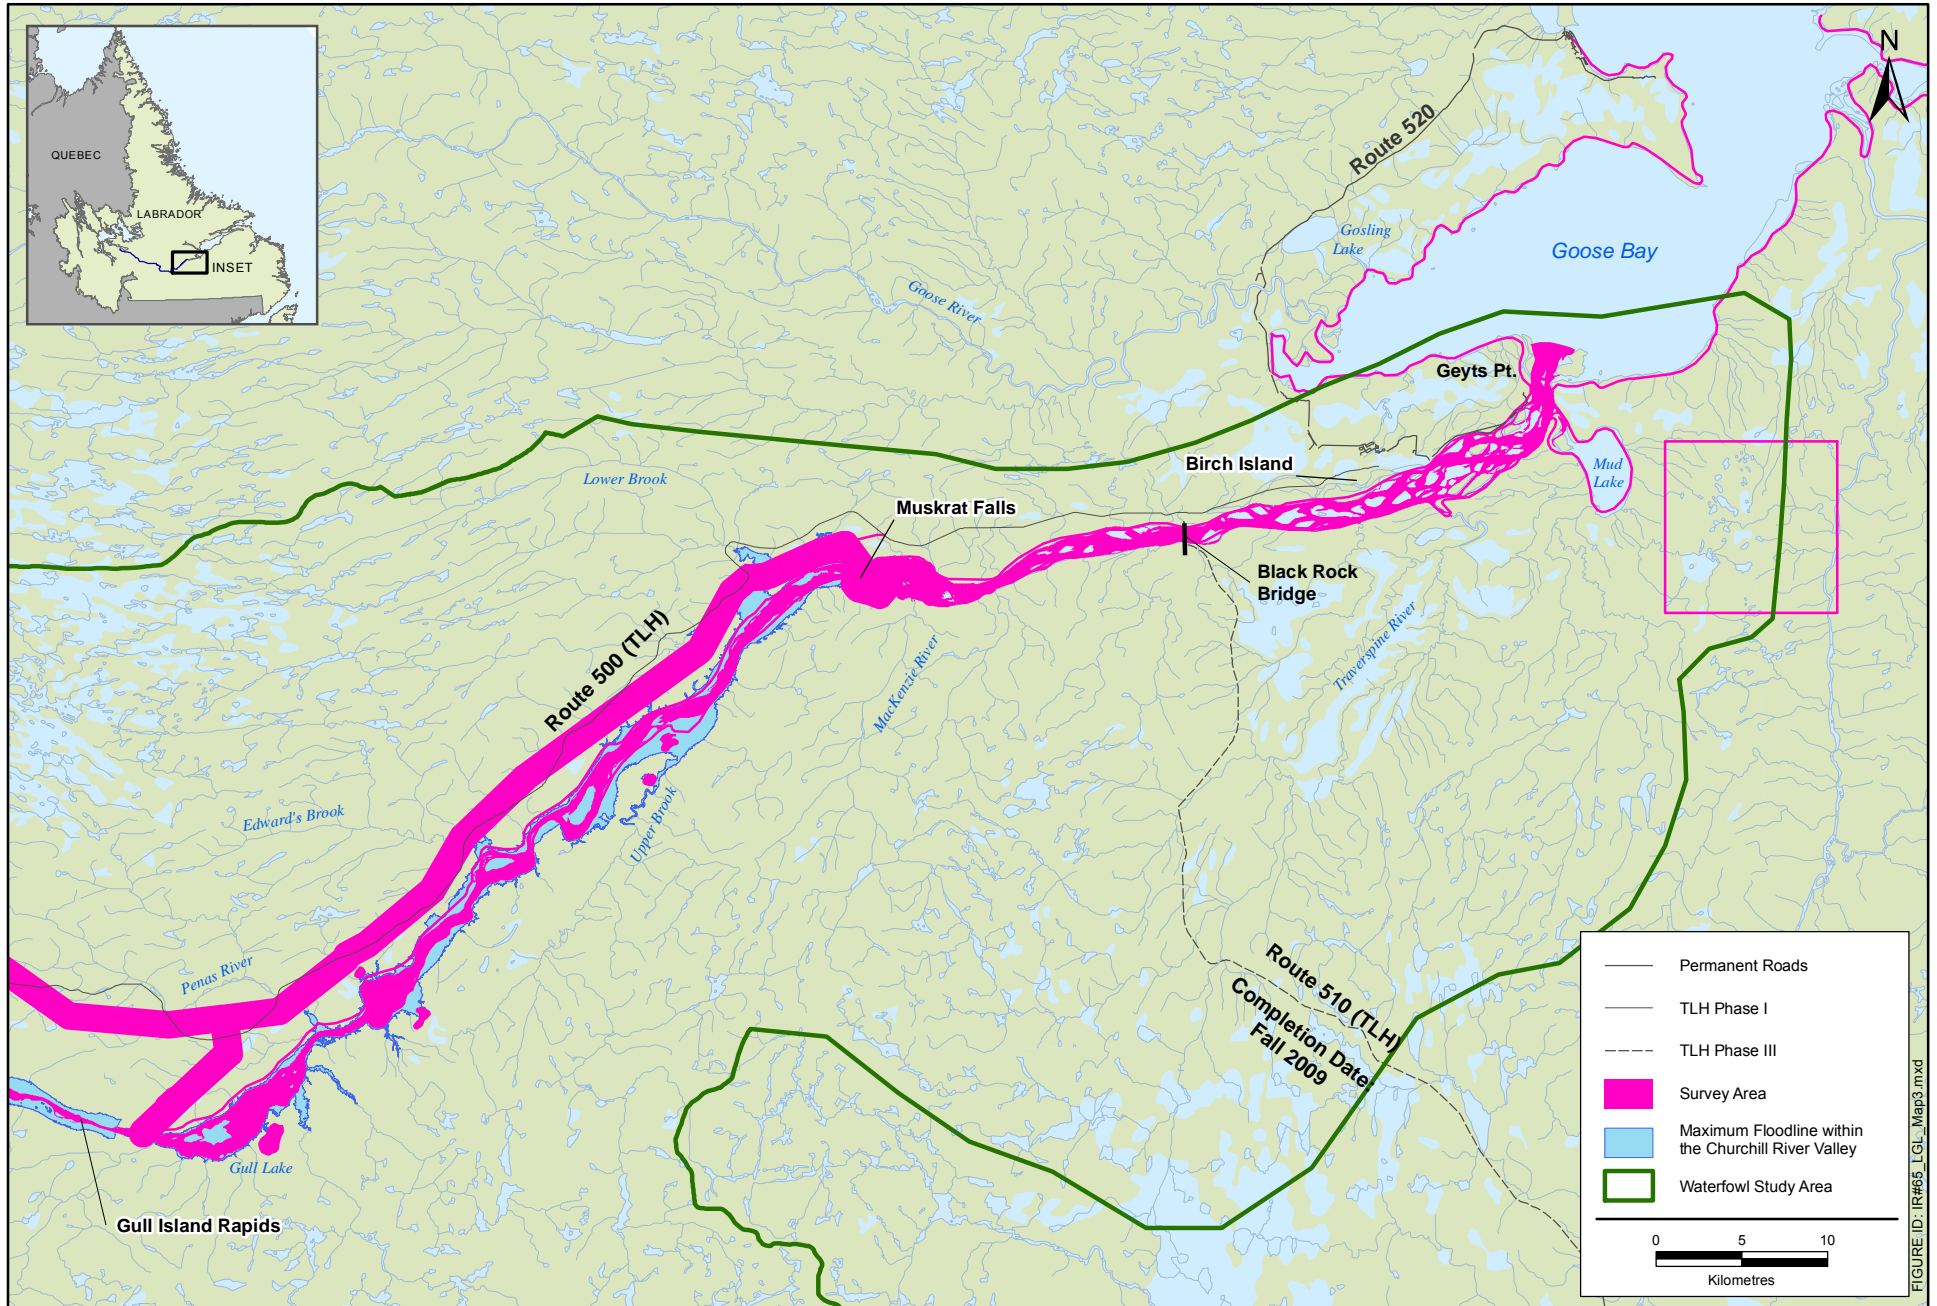 QUEBEC
LABRADOR
INSET
N
Route 520
Gosling
Lake
Goose Bay
Goose River
Geyts Pt.
Lower Brook
Birch Island
Mud
Lake
Muskrat Falls
Black Rock
Bridge
Route 500 (TLH)
MacKenzie River
Traverspine River
Edward's Brook
Upper Brook
Penas River
Route 510 (TLH)
Completion Date:
Fall 2009
Gull Lake
Gull Island Rapids
Permanent Roads
TLH Phase I
TLH Phase III
Survey Area
Maximum Floodline within
the Churchill River Valley
Waterfowl Study Area
0 5 10
Kilometres
FIGURE ID: IR#65_LGL_Map3.mxd